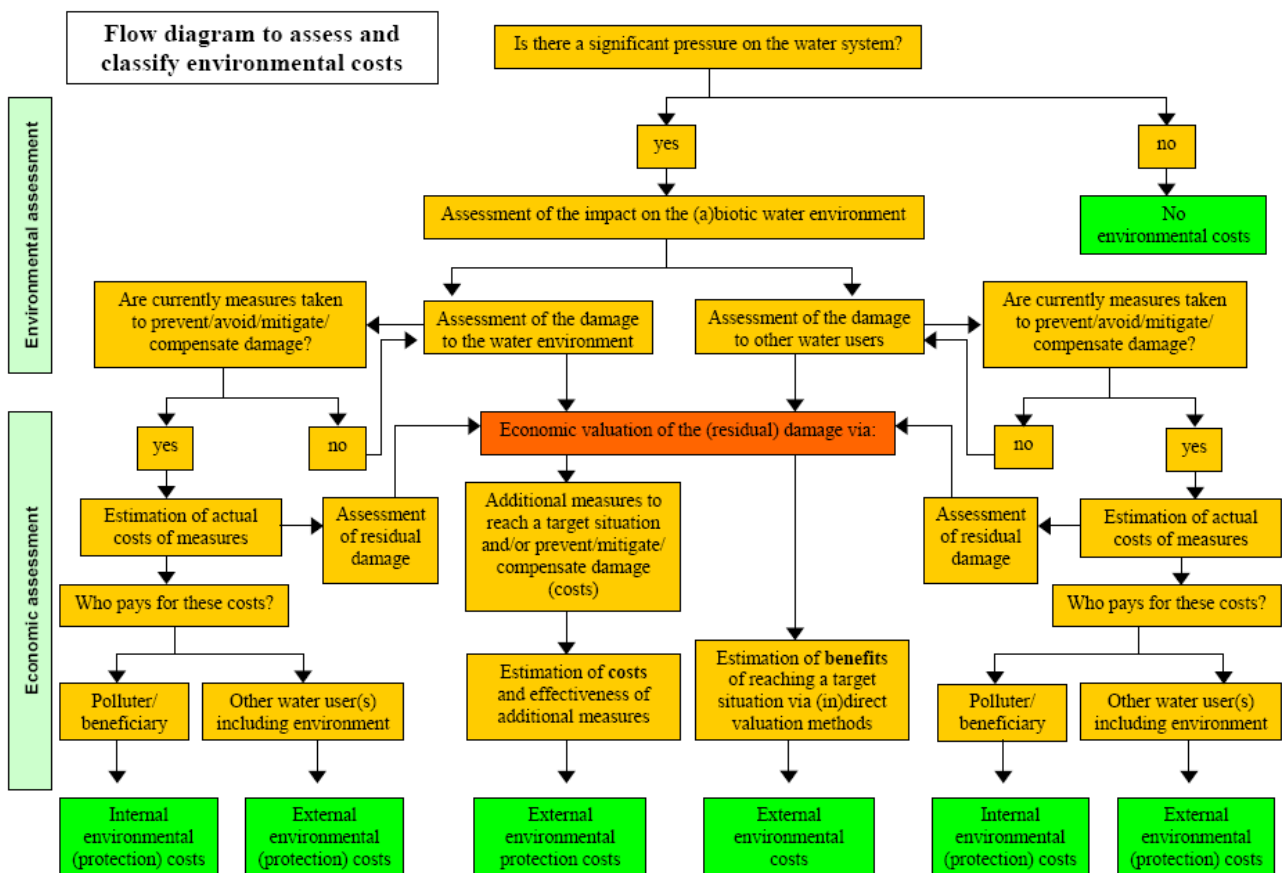 Flow diagram to assess and
classify environmental costs
Is there a significant pressure on the water system?
Environmental assessment
yes
no
Assessment of the impact on the (a)biotic water environment
No
environmental costs
Are currently measures taken
to prevent/avoid/mitigate/
compensate damage?
Assessment of the damage
to the water environment
Assessment of the damage
to other water users
Are currently measures taken
to prevent/avoid/mitigate/
compensate damage?
Economic assessment
yes
no
Economic valuation of the (residual) damage via:
no
yes
Estimation of actual
costs of measures
Assessment
of residual
damage
Additional measures to
reach a target situation
and/or prevent/mitigate/
compensate damage
(costs)
Assessment
of residual
damage
Estimation of actual
costs of measures
Who pays for these costs?
Who pays for these costs?
Polluter/
beneficiary
Other water user(s)
including environment
Estimation of costs
and effectiveness of
additional measures
Estimation of benefits
of reaching a target
situation via (in)direct
valuation methods
Polluter/
beneficiary
Other water user(s)
including environment
Internal
environmental
(protection) costs
External
environmental
(protection) costs
External
environmental
protection costs
External
environmental
costs
Internal
environmental
(protection) costs
External
environmental
(protection) costs